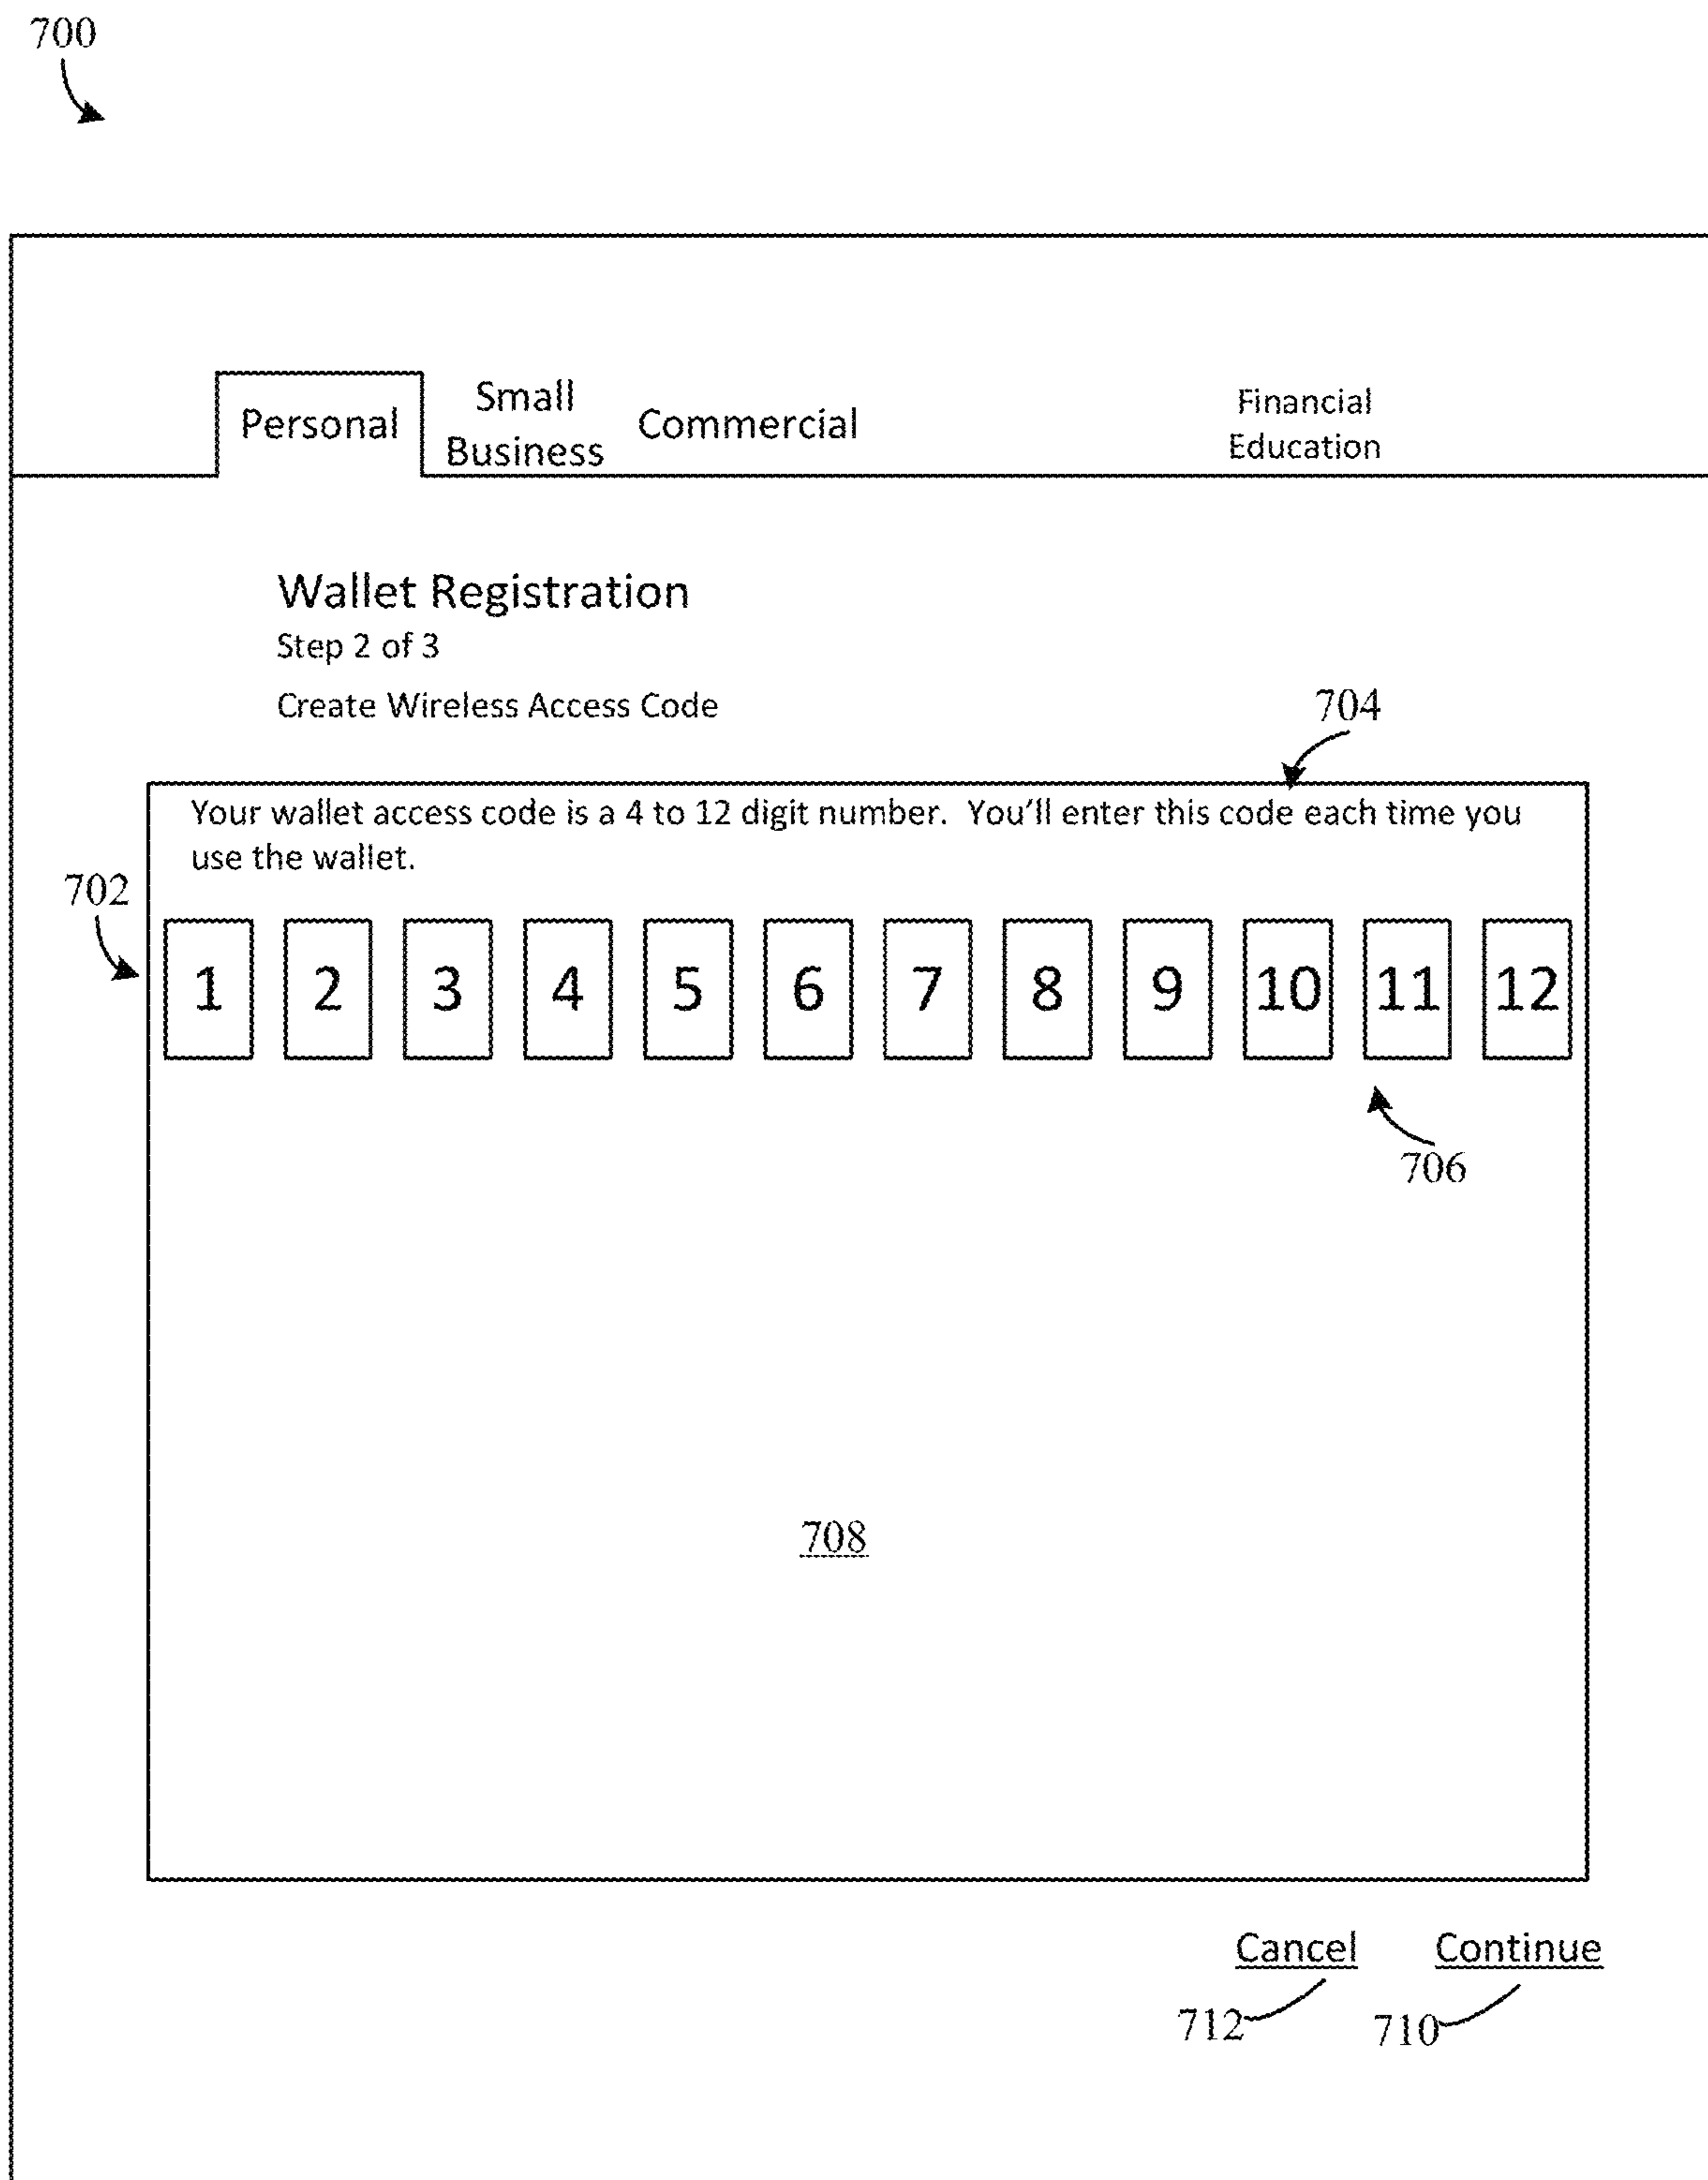 700
Small
Personal
Commercial
Business
Financial
Education
Wallet Registration
Step 2 of 3
Create Wireless Access Code
704
Your wallet access code is a 4 to 12 digit number. You'll enter this code each time you
use the wallet.
702
1 2 3 4 5 6 7 8 9 10 11 12
706
708
Cancel Continue
712 710